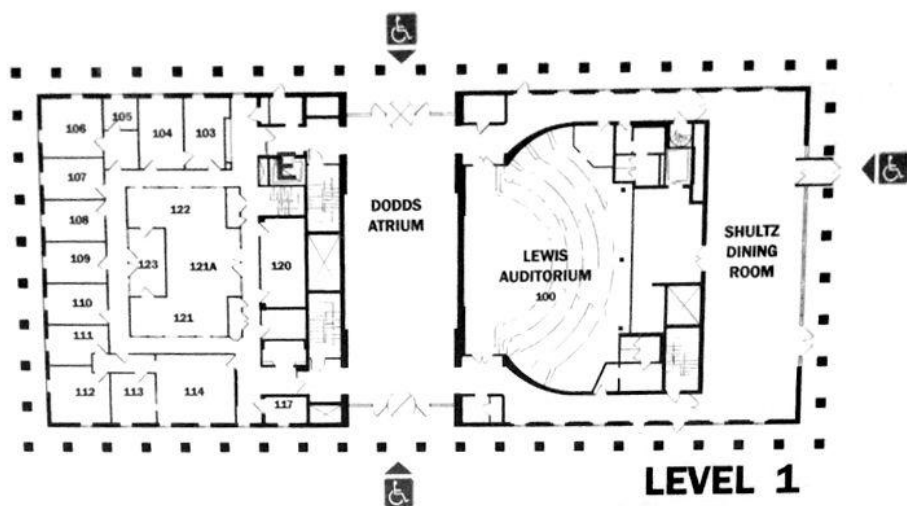 106
105
104
103
107
E
122
108
DODDS
ATRIUM
SHULTZ
DINING
ROOM
109
123
121A
120
LEWIS
AUDITORIUM
100
110
121
111
112
113
114
117
LEVEL 1